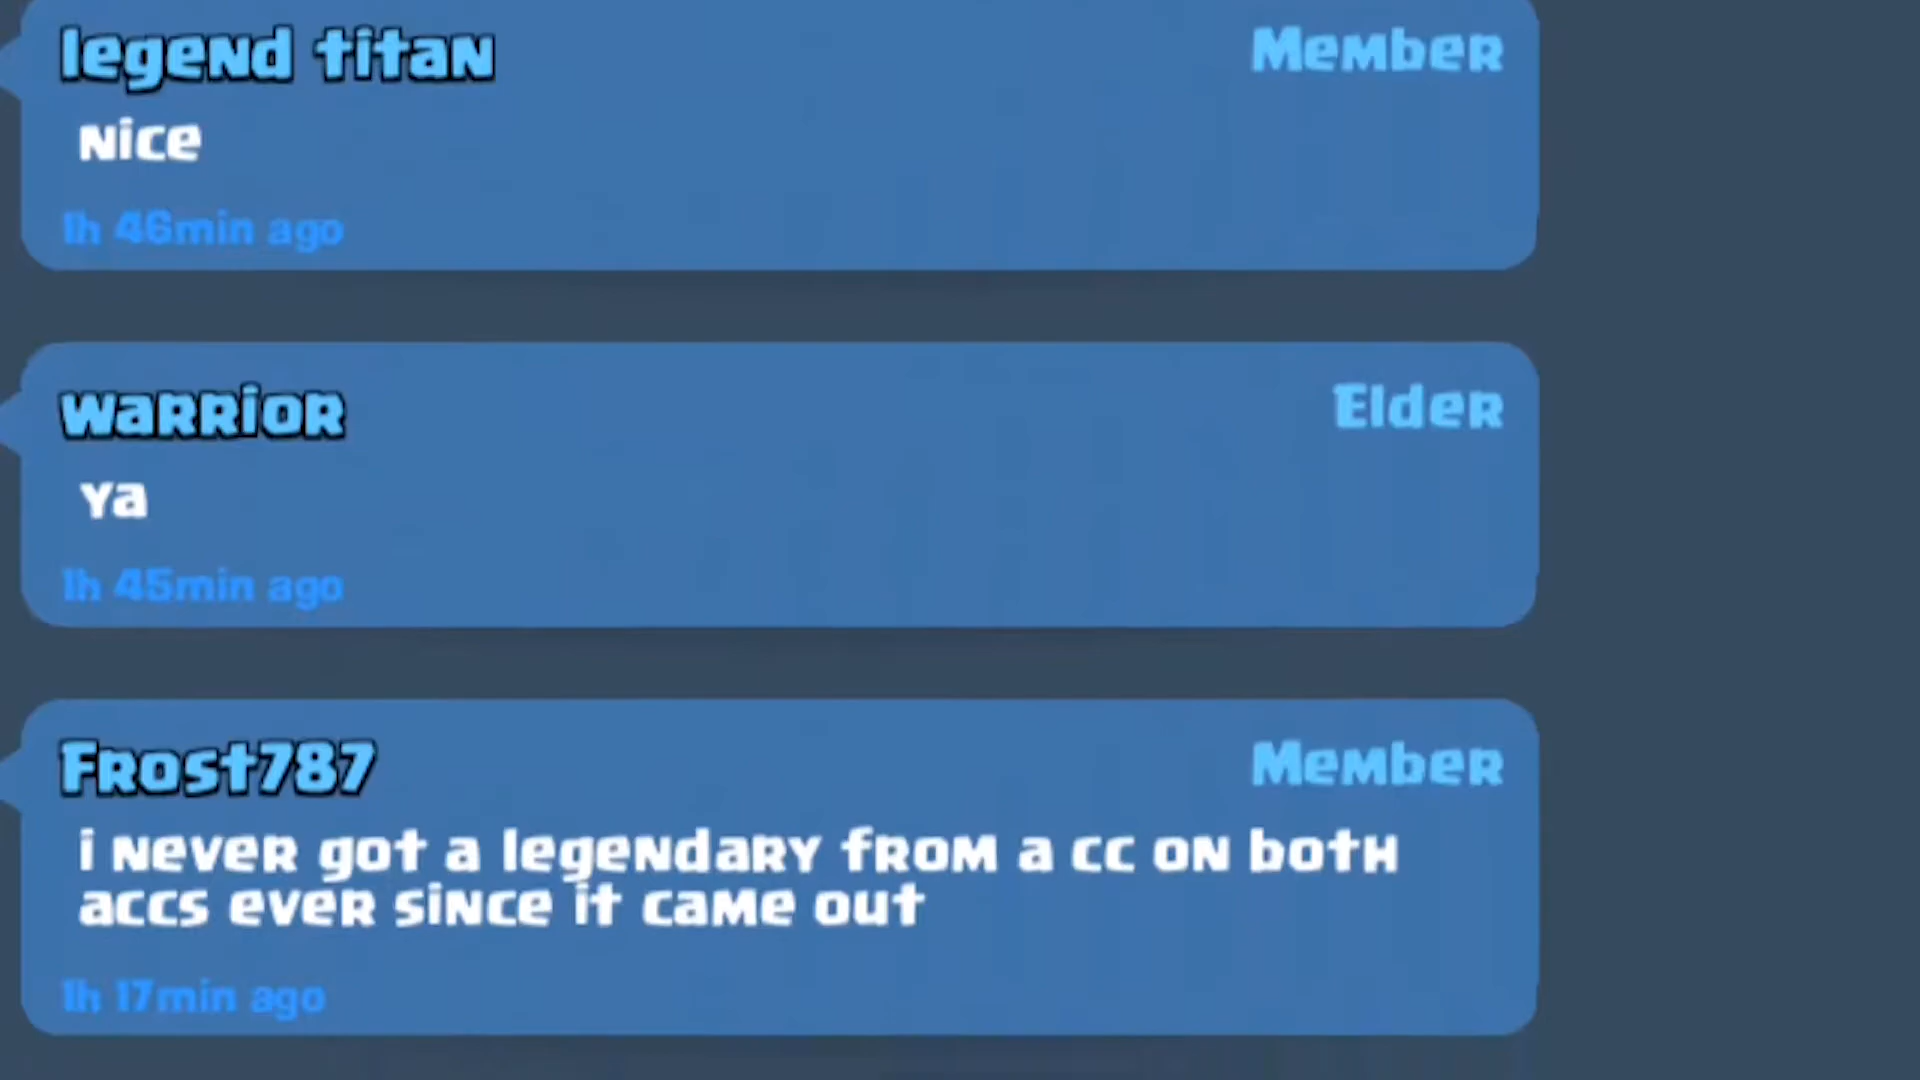 legend titan Member
Nice
1h 46min ago
warrior Elder
Ya
1h 45min ago
Frost787 Member
i never got a legendary from a cc on both
accs ever since it came out
1h 17min ago